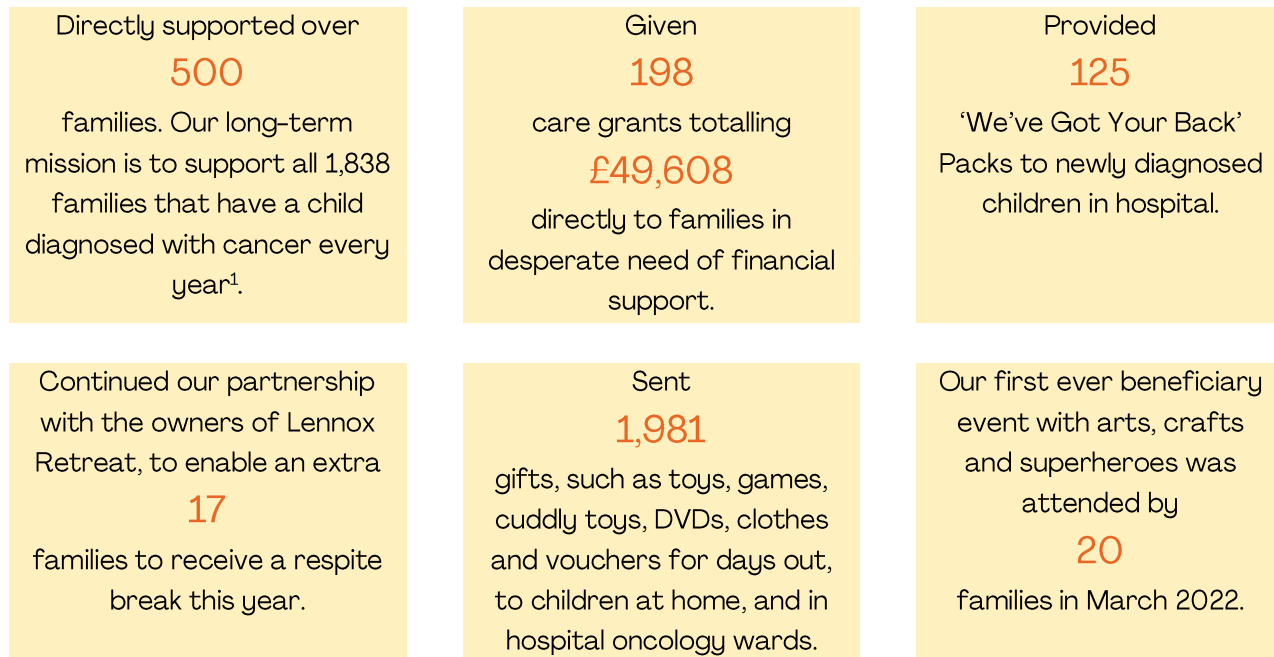 Directly supported over
500
families. Our long-term
mission is to support all 1,838
families that have a child
diagnosed with cancer every
year¹.
Given
198
care grants totalling
£49,608
directly to families in
desperate need of financial
support.
Provided
125
‘We’ve Got Your Back’
Packs to newly diagnosed
children in hospital.
Continued our partnership
with the owners of Lennox
Retreat, to enable an extra
17
families to receive a respite
break this year.
Sent
1,981
gifts, such as toys, games,
cuddly toys, DVDs, clothes
and vouchers for days out,
to children at home, and in
hospital oncology wards.
Our first ever beneficiary
event with arts, crafts
and superheroes was
attended by
20
families in March 2022.